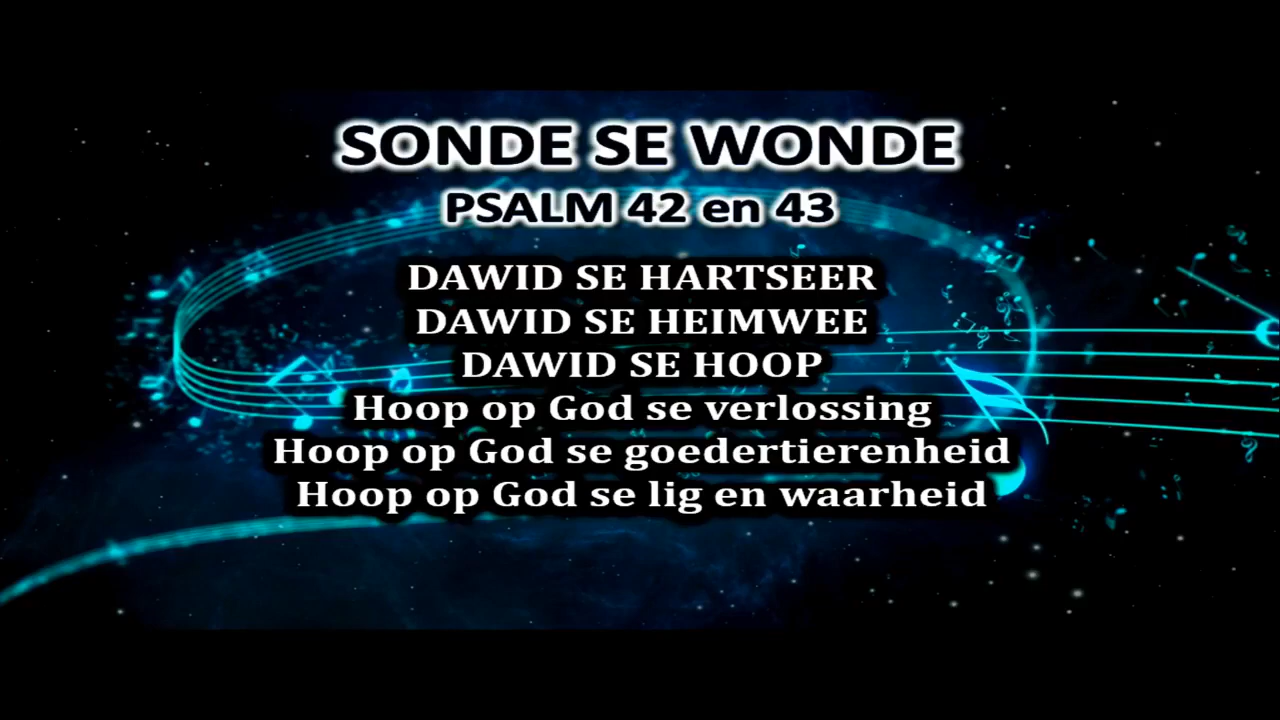 SONDE SE WONDE
PSALM 42 en 43
DAWID SE HARTSEER
DAWID SE HEIMWEE
DAWID SE HOOP
Hoop op God se verlossing
Hoop op God se goedertierenheid
Hoop op God se lig en waarheid